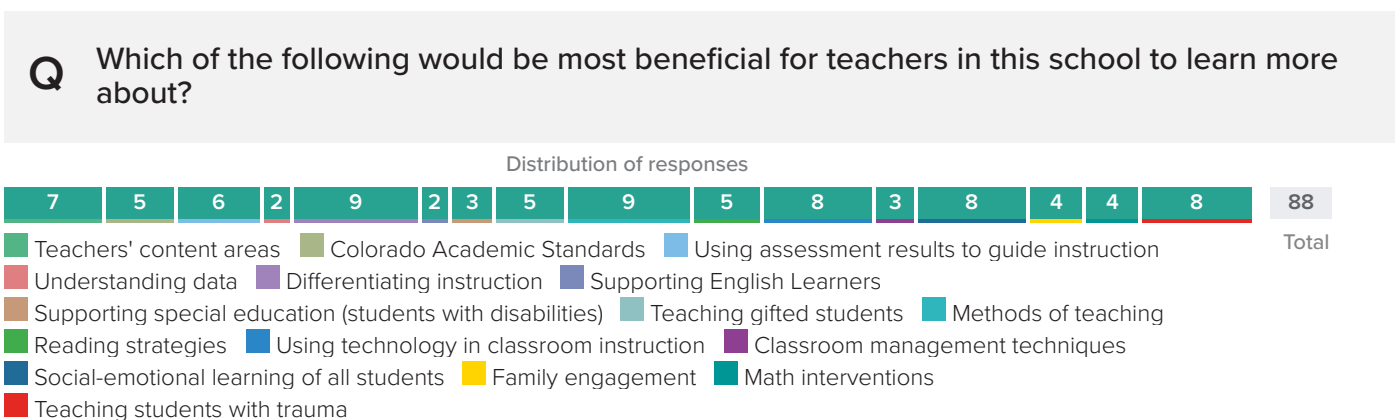 Q Which of the following would be most beneficial for teachers in this school to learn more
about?
Distribution of responses
7 5 6 2 9 2 3 5 9 5 8 3 8 4 4 8 88
Teachers' content areas Colorado Academic Standards Using assessment results to guide instruction Total
Understanding data Differentiating instruction Supporting English Learners
Supporting special education (students with disabilities) Teaching gifted students Methods of teaching
Reading strategies Using technology in classroom instruction Classroom management techniques
Social-emotional learning of all students Family engagement Math interventions
Teaching students with trauma